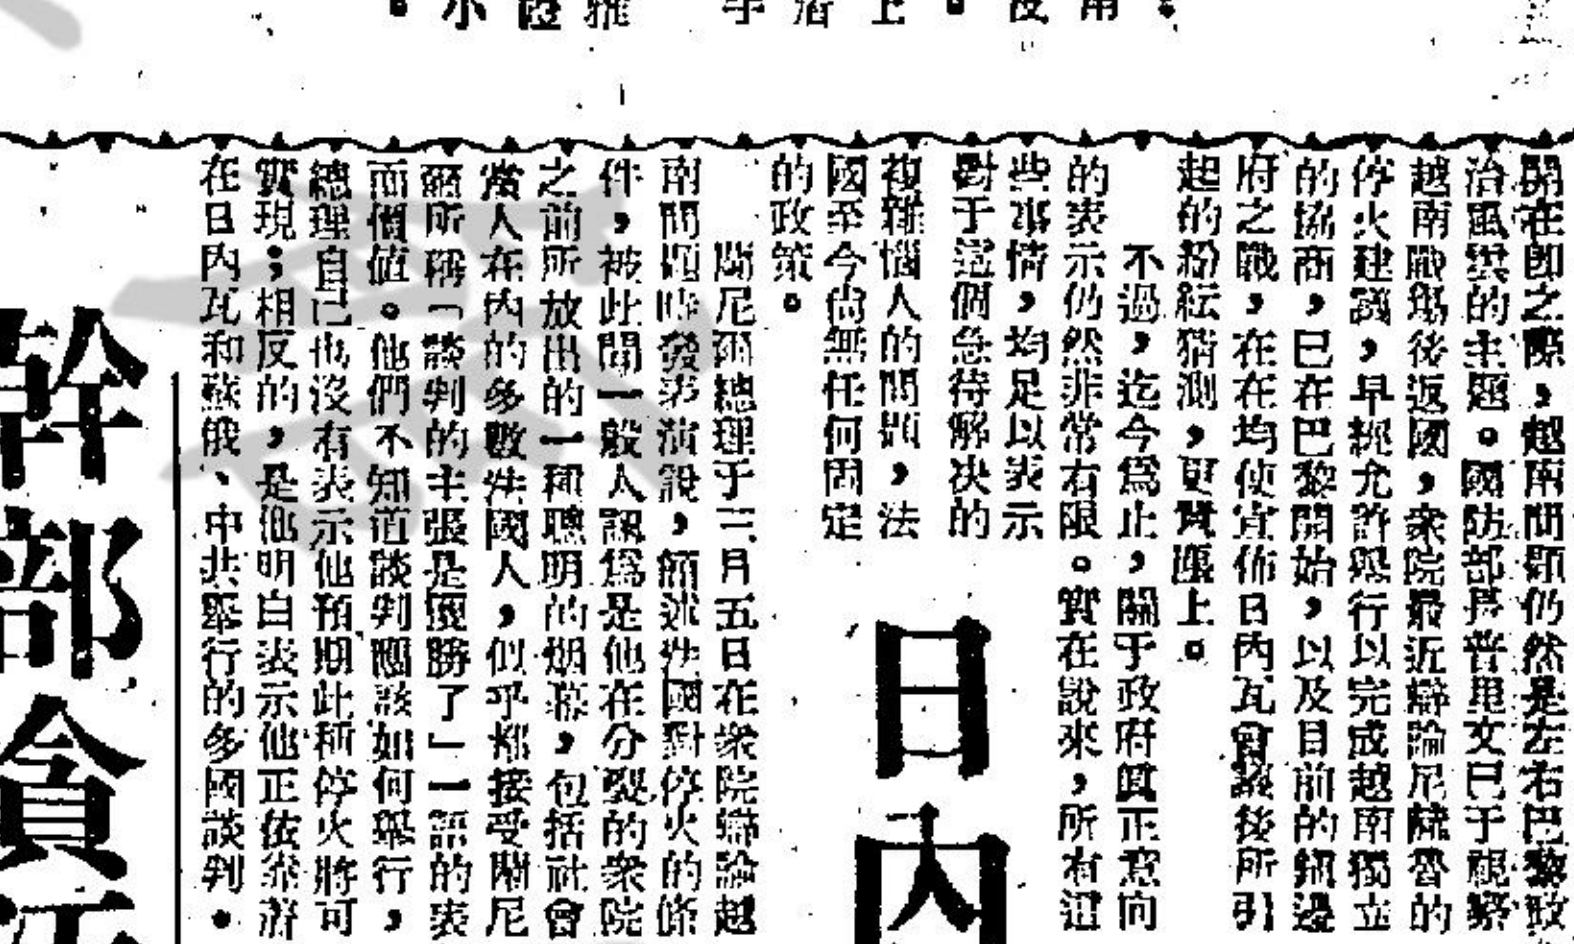 開在卽之際，越南問題仍然是左右巴黎政
治風雲的主題。國防部長普里文已于視察
越南戰場後返國，衆院最近辯論尼赫魯的
停火建議，早經允許舉行以完成越南獨立
的協商，已在巴黎開始，以及目前的鎭邊
府之戰，在在均使宣佈日內瓦會議後所引
起的紛紜猜測，更賢塵上。
不過，迄今爲止，關于政府眞正意向
的表示仍然非常有限。實在說來，所有這
些事情，均足以表示
對于這個急待解决的
複雜惱人的問題，法
國至今尙無任何固定
的政策。
日內
蘭尼爾總理于三月五日在衆院辯論越
南問題時發表演說，簡述法國對停火的條
件，被此間一般人認爲是他在分裂的衆院
之前所放出的一種聰明的烟幕，包括社會
黨人在內的多數法國人，似乎都接受蘭尼
爾所稱「談判的主張是獲勝了」一語的表
面價値。他們不知道談判應該如何舉行，
總理自己也沒有表示他預期此種停火將可
實現；相反的，是他明白表示他正依靠
在日內瓦和蘇俄、中共舉行的多國談判。
幹部貪污